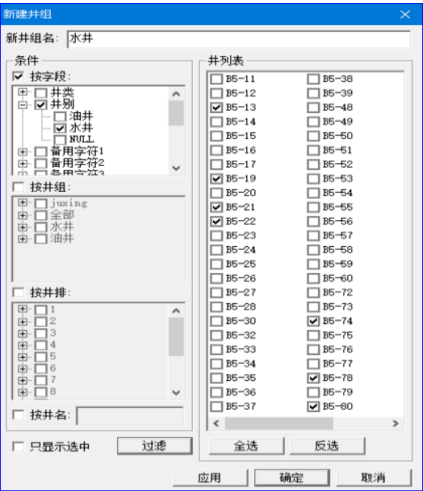 新建井组
新井组名: 水井
条件
按字段:
井类
井别
油井
水井
NULL
备用字符1
备用字符2
备用字符3
按井组:
juxing
全部
水井
油井
按井排:
1
2
3
4
5
6
7
8
按井名:
只显示选中 过滤
井列表
B5-11 B5-38
B5-12 B5-39
B5-13 B5-48
B5-14 B5-49
B5-15 B5-50
B5-16 B5-51
B5-17 B5-52
B5-19 B5-53
B5-20 B5-54
B5-21 B5-55
B5-22 B5-56
B5-23 B5-57
B5-24 B5-58
B5-25 B5-59
B5-26 B5-60
B5-27 B5-72
B5-28 B5-73
B5-30 B5-74
B5-32 B5-75
B5-33 B5-76
B5-34 B5-77
B5-35 B5-78
B5-36 B5-79
B5-37 B5-80
全选 反选
应用 确定 取消